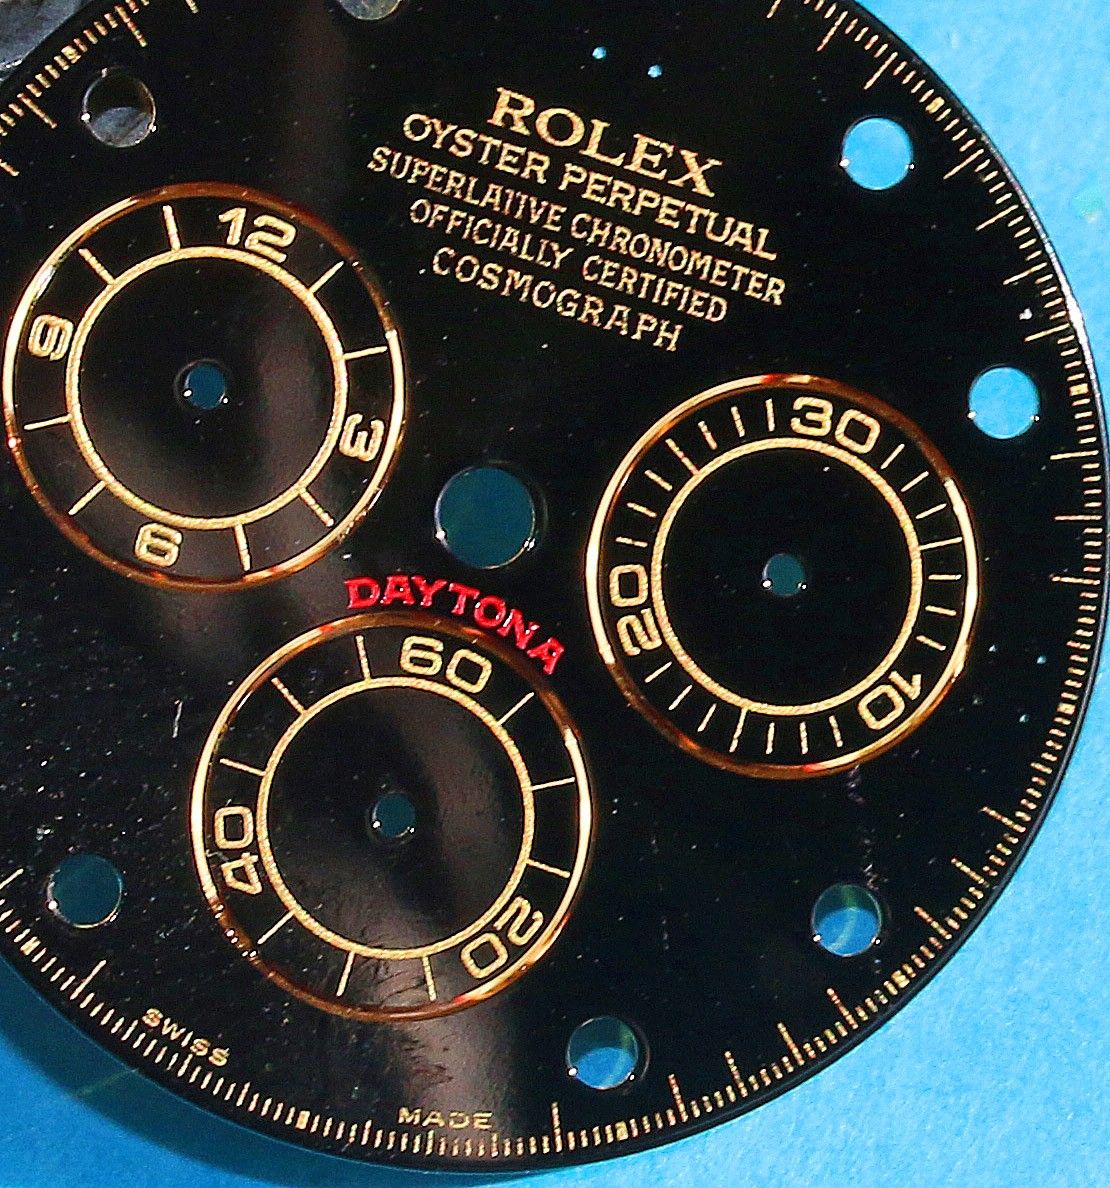 ROLEX
OYSTER PERPETUAL
SUPERLATIVE CHRONOMETER
OFFICIALLY CERTIFIED
COSMOGRAPH
12
3
6
9
30
10
20
DAYTONA
60
20
40
SWISS
MADE